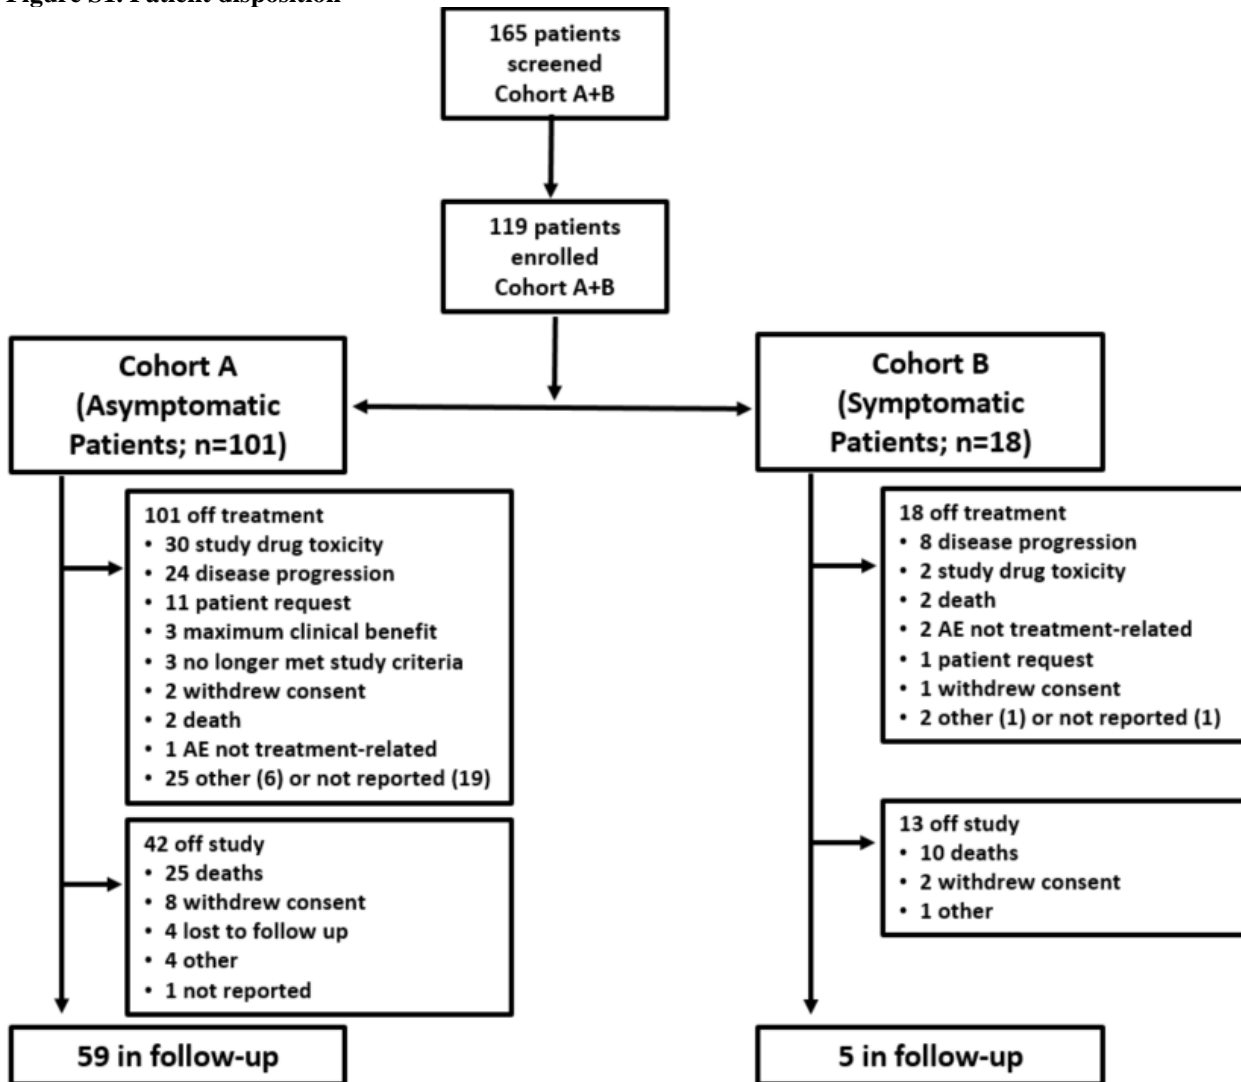 Figure S1. Patient disposition
165 patients
screened
Cohort A+B
119 patients
enrolled
Cohort A+B
Cohort A
(Asymptomatic
Patients; n=101)
101 off treatment
• 30 study drug toxicity
• 24 disease progression
• 11 patient request
• 3 maximum clinical benefit
• 3 no longer met study criteria
• 2 withdrew consent
• 2 death
• 1 AE not treatment-related
• 25 other (6) or not reported (19)
42 off study
• 25 deaths
• 8 withdrew consent
• 4 lost to follow up
• 4 other
• 1 not reported
59 in follow-up
Cohort B
(Symptomatic
Patients; n=18)
18 off treatment
• 8 disease progression
• 2 study drug toxicity
• 2 death
• 2 AE not treatment-related
• 1 patient request
• 1 withdrew consent
• 2 other (1) or not reported (1)
13 off study
• 10 deaths
• 2 withdrew consent
• 1 other
5 in follow-up